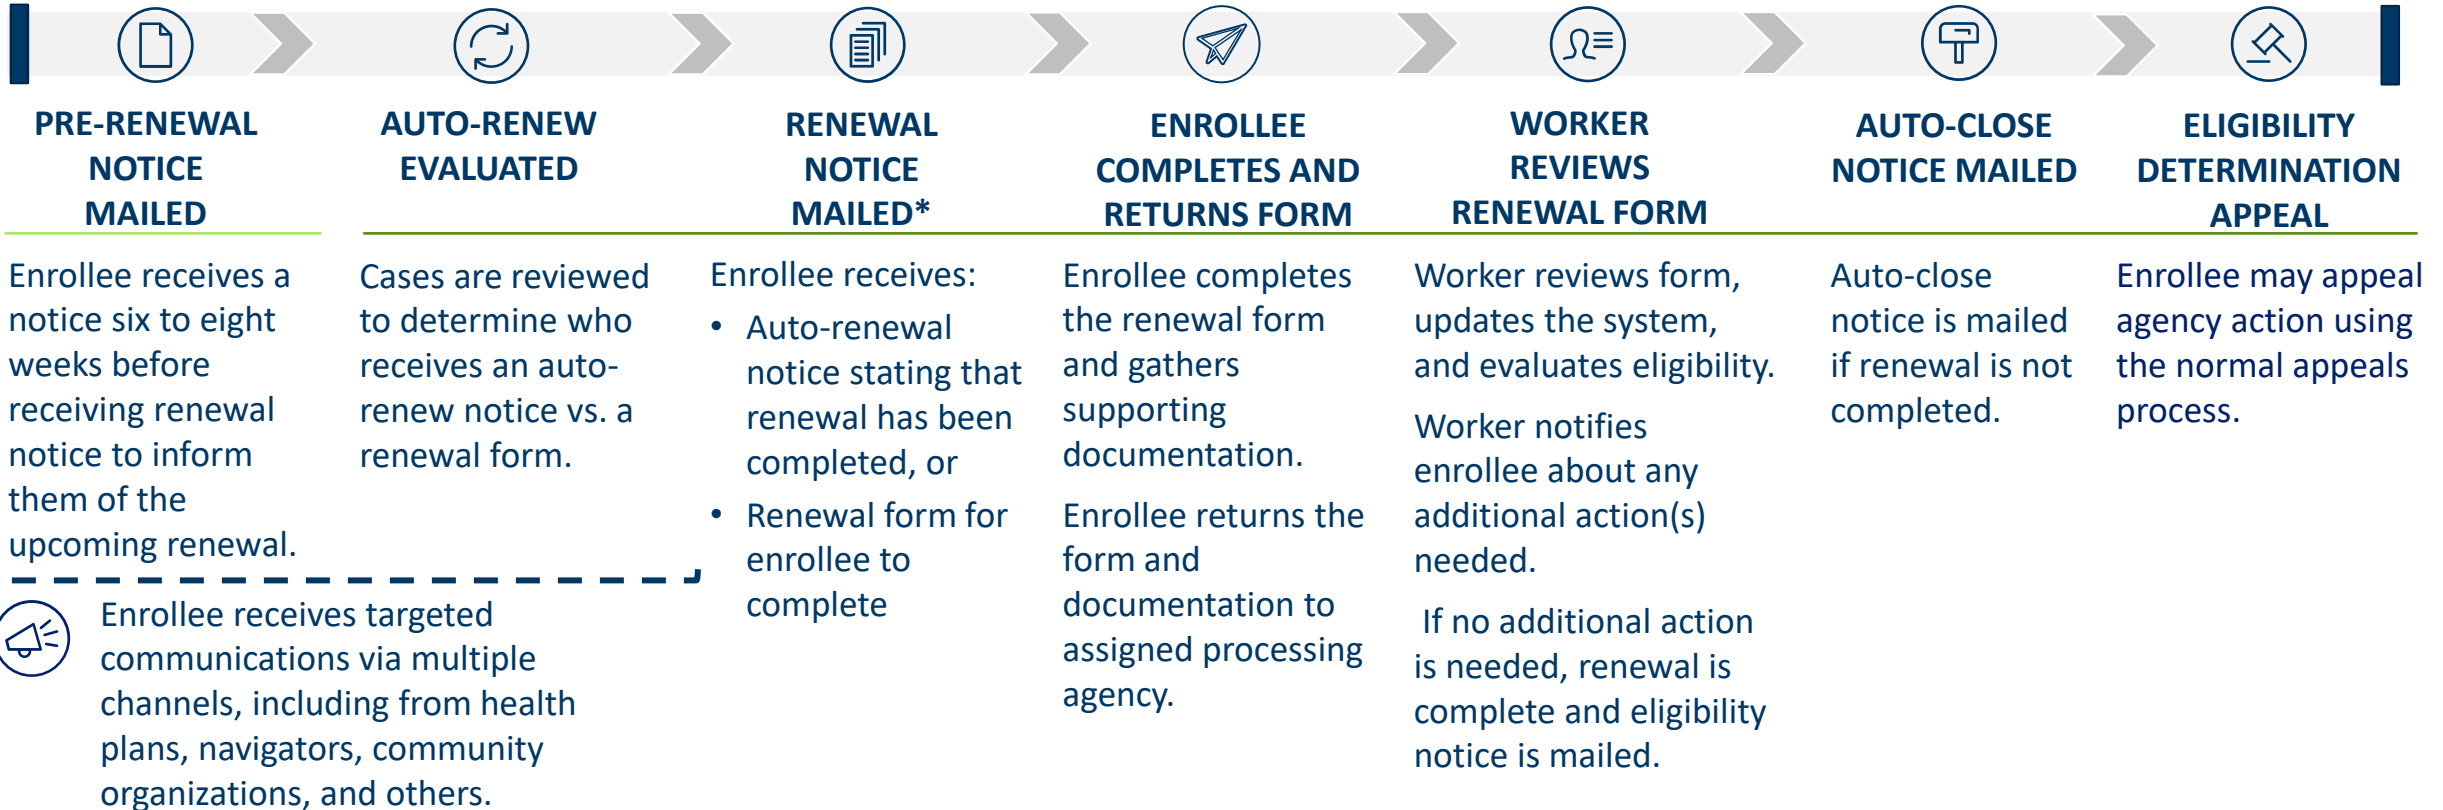 PRE-RENEWAL
NOTICE
MAILED
Enrollee receives a
notice six to eight
weeks before
receiving renewal
notice to inform
them of the
upcoming renewal.
AUTO-RENEW
EVALUATED
Cases are reviewed
to determine who
receives an auto-
renew notice vs. a
renewal form.
Enrollee receives targeted
communications via multiple
channels, including from health
plans, navigators, community
organizations, and others.
RENEWAL
NOTICE
MAILED*
Enrollee receives:
• Auto-renewal
notice stating that
renewal has been
completed, or
• Renewal form for
enrollee to
complete
ENROLLEE
COMPLETES AND
RETURNS FORM
Enrollee completes
the renewal form
and gathers
supporting
documentation.
Enrollee returns the
form and
documentation to
assigned processing
agency.
WORKER
REVIEWS
RENEWAL FORM
Worker reviews form,
updates the system,
and evaluates eligibility.
Worker notifies
enrollee about any
additional action(s)
needed.
If no additional action
is needed, renewal is
complete and eligibility
notice is mailed.
AUTO-CLOSE
NOTICE MAILED
Auto-close
notice is mailed
if renewal is not
completed.
ELIGIBILITY
DETERMINATION
APPEAL
Enrollee may appeal
agency action using
the normal appeals
process.